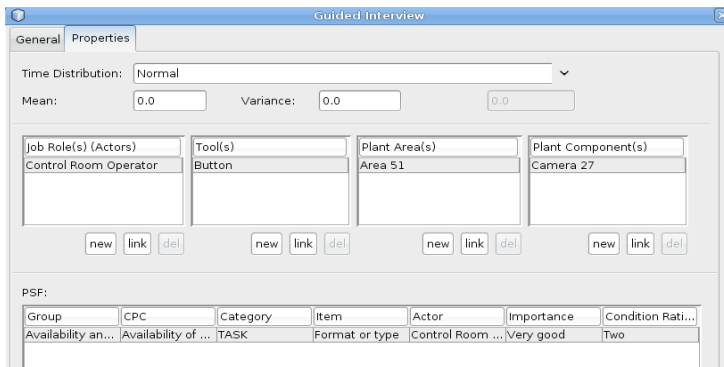 Guided Interview
General Properties
Time Distribution: Normal
Mean: 0.0 Variance: 0.0 0.0
Job Role(s) (Actors) Tool(s) Plant Area(s) Plant Component(s)
Control Room Operator Button Area 51 Camera 27
new link del new link del new link del new link del
PSF:
Group CPC Category Item Actor Importance Condition Rati...
Availability an... Availability of ... TASK Format or type Control Room ... Very good Two